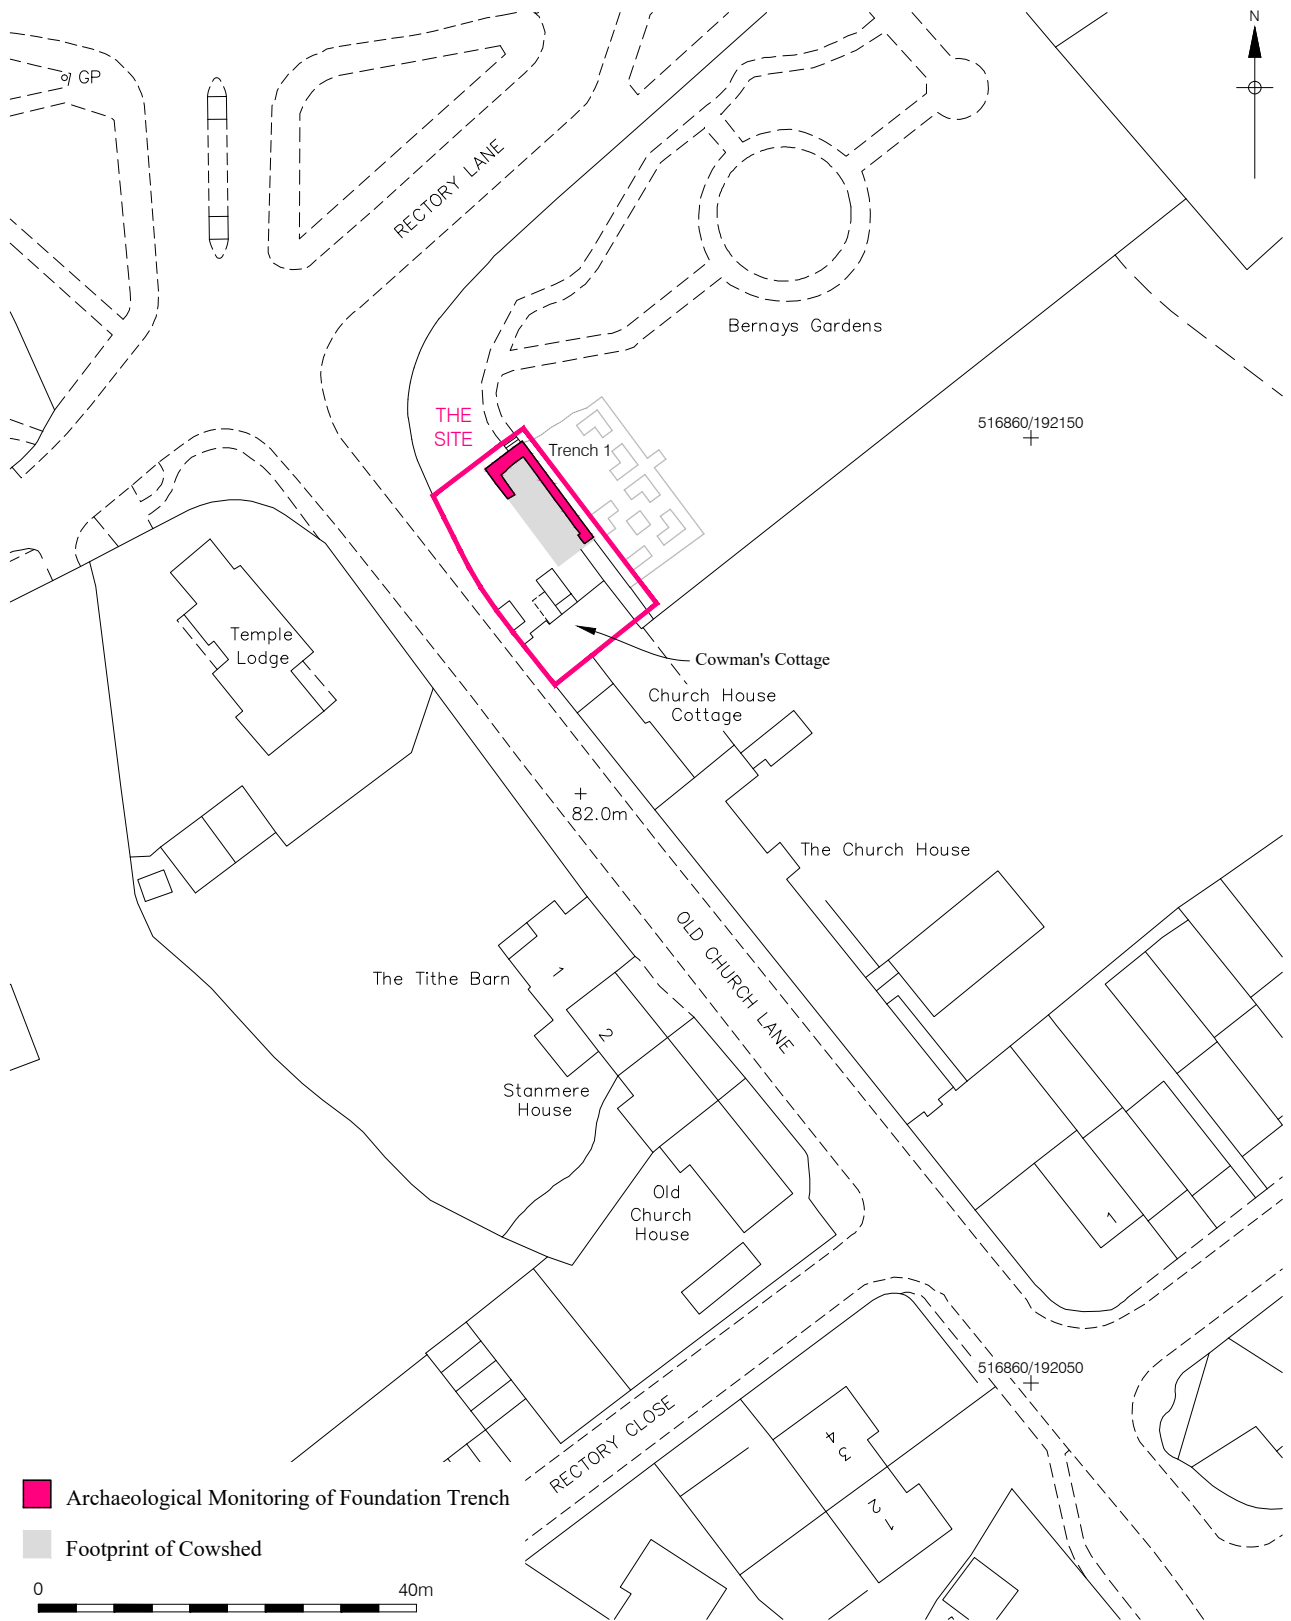 N
GP
RECTORY LANE
Bernays Gardens
THE
SITE
516860/192150
Trench 1
Temple
Lodge
Cowman's Cottage
Church House
Cottage
82.0m
The Church House
OLD CHURCH LANE
The Tithe Barn
1
2
Stanmere
House
Old
Church
House
1
516860/192050
RECTORY CLOSE
4
3
2
1
Archaeological Monitoring of Foundation Trench
Footprint of Cowshed
0
40m